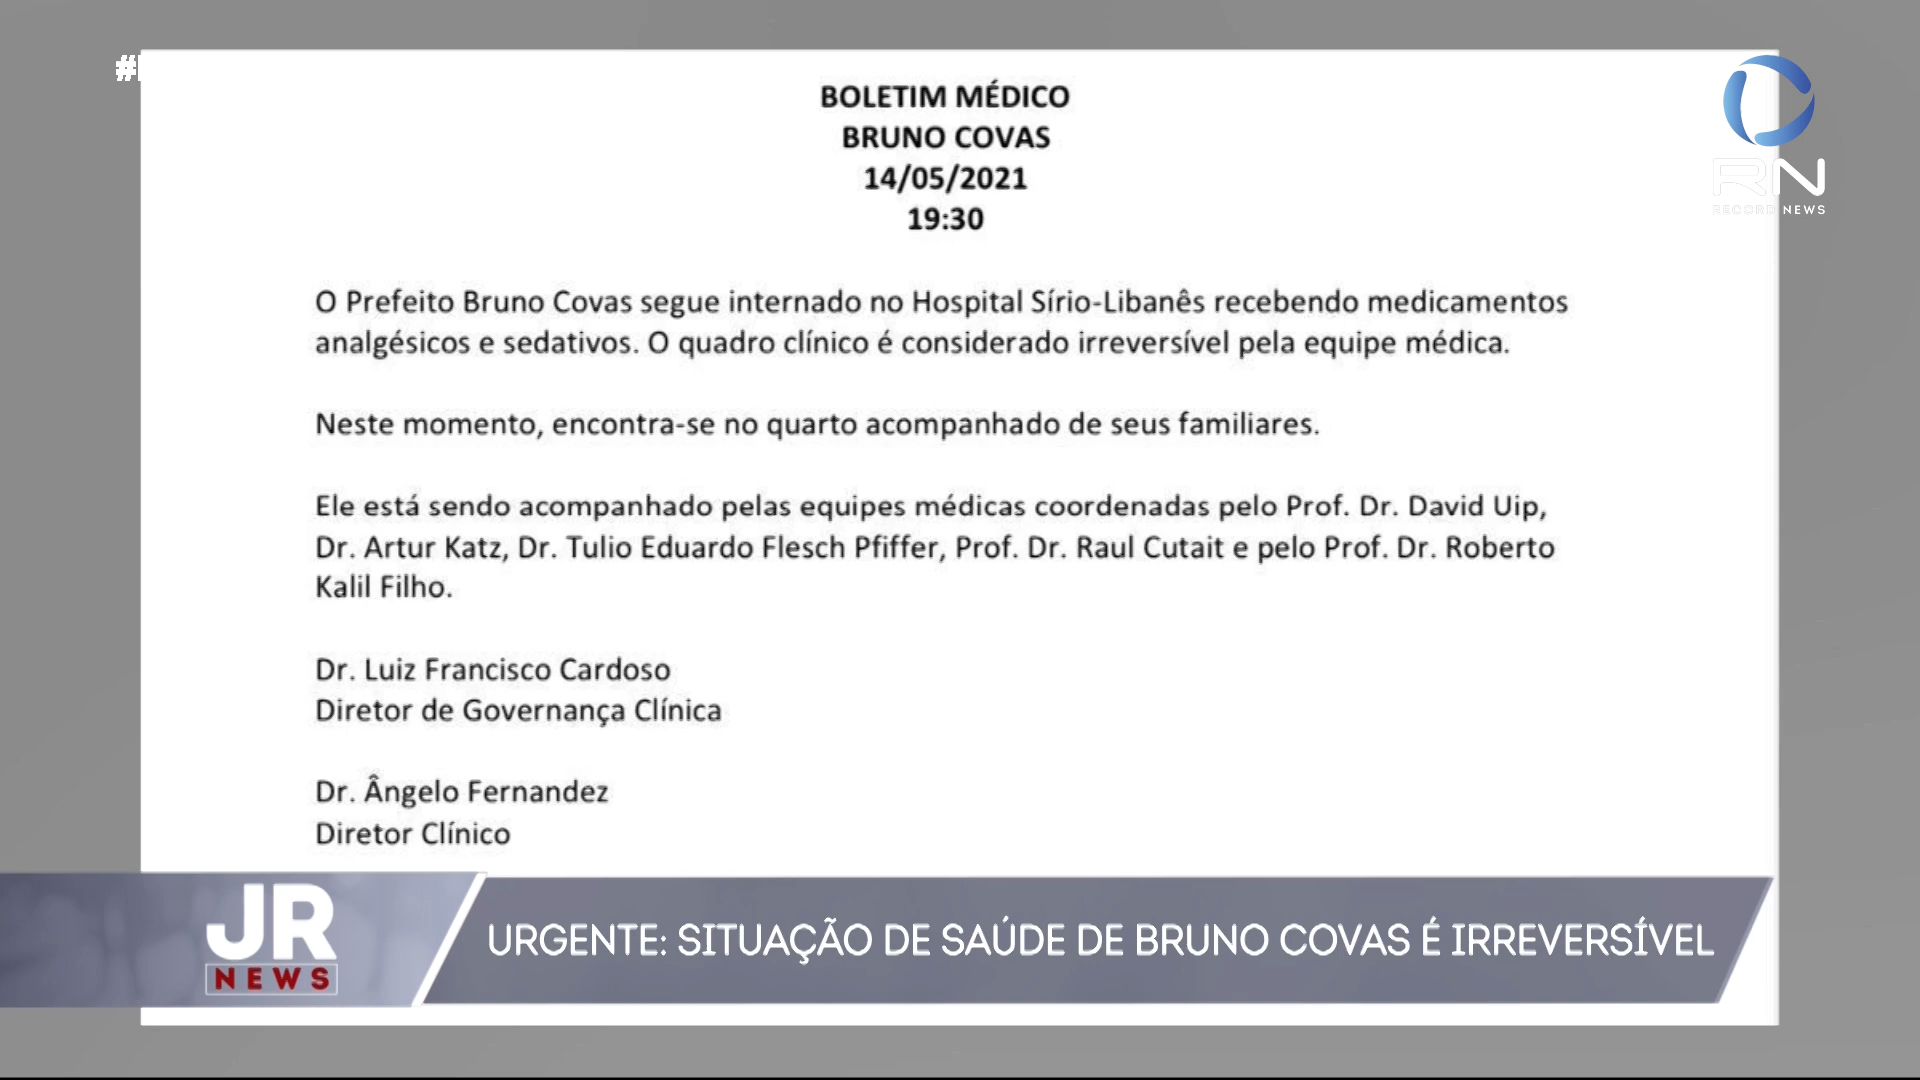 #
BOLETIM MÉDICO
BRUNO COVAS
14/05/2021
19:30
RN
RECORD NEWS
O Prefeito Bruno Covas segue internado no Hospital Sírio-Libanês recebendo medicamentos
analgésicos e sedativos. O quadro clínico é considerado irreversível pela equipe médica.
Neste momento, encontra-se no quarto acompanhado de seus familiares.
Ele está sendo acompanhado pelas equipes médicas coordenadas pelo Prof. Dr. David Uip,
Dr. Artur Katz, Dr. Tulio Eduardo Flesch Pfiffer, Prof. Dr. Raul Cutait e pelo Prof. Dr. Roberto
Kalil Filho.
Dr. Luiz Francisco Cardoso
Diretor de Governança Clínica
Dr. Ângelo Fernandez
Diretor Clínico
JR
NEWS
URGENTE: SITUAÇÃO DE SAÚDE DE BRUNO COVAS É IRREVERSÍVEL